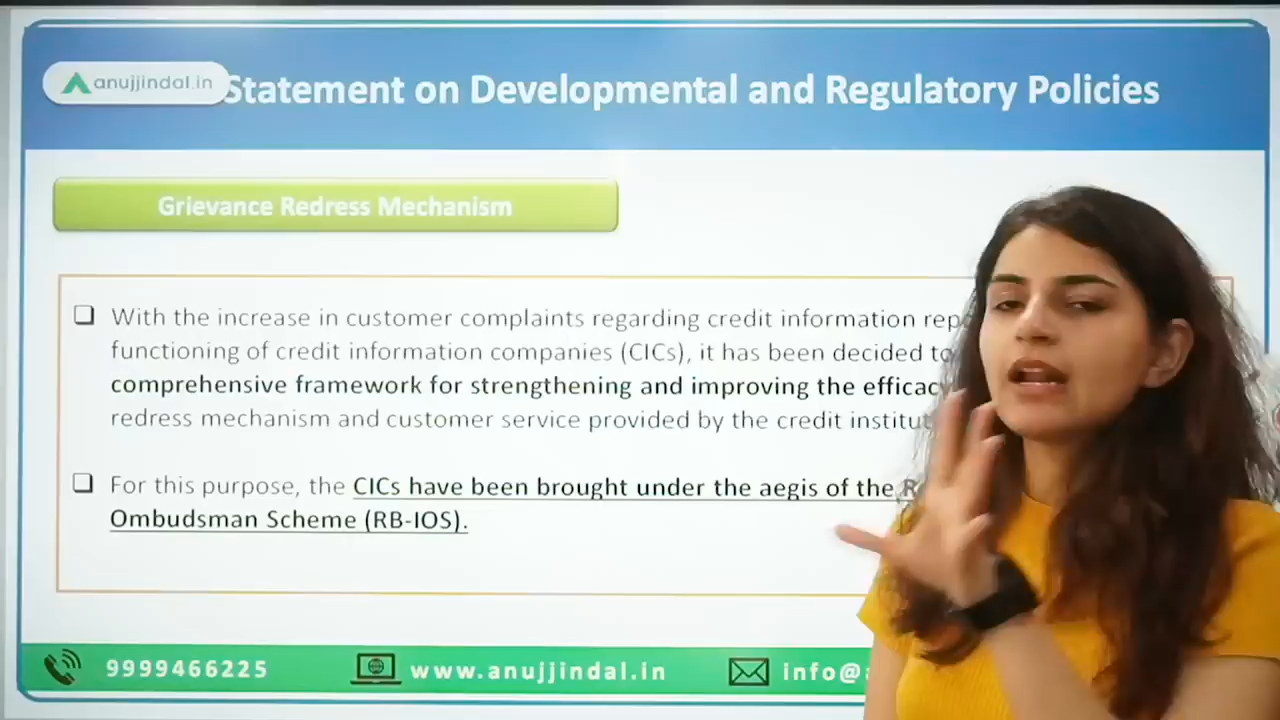 anujjindal.in
Statement on Developmental and Regulatory Policies
Grievance Redress Mechanism
With the increase in customer complaints regarding credit information
functioning of credit information companies (CICs), it has been decided to
comprehensive framework for strengthening and improving the efficacy
redress mechanism and customer service provided by the credit
For this purpose, the CICs have been brought under the aegis of the
Ombudsman Scheme (RB-IOS).
9999466225
www.anujjindal.in
info@